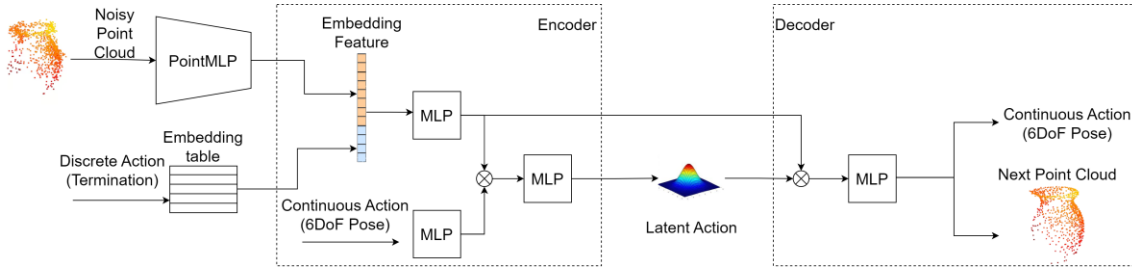 Noisy
Point
Cloud
PointMLP
Embedding
Feature
Encoder
Decoder
MLP
Embedding
table
Discrete Action
(Termination)
Continuous Action
(6DoF Pose)
MLP
MLP
Latent Action
MLP
Continuous Action
(6DoF Pose)
Next Point Cloud